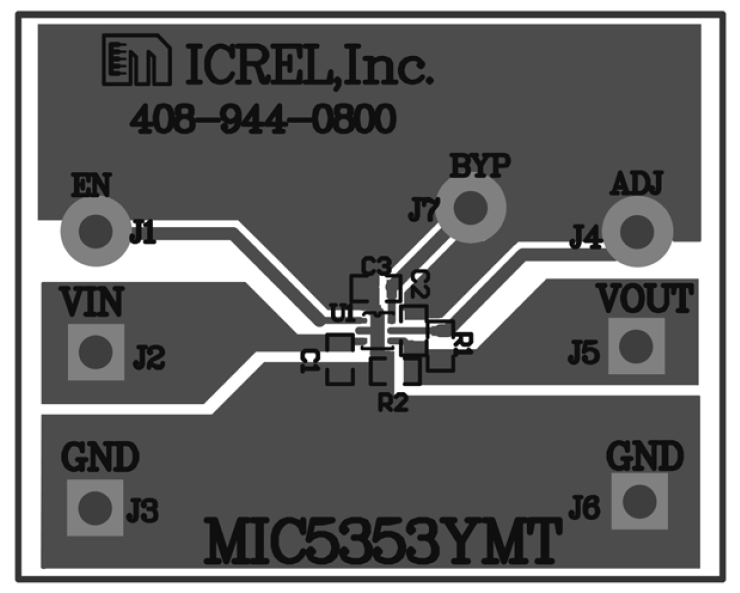 ICREL,Inc.
408-944-0800
EN
BYP
ADJ
J1
J7
J4
C3
C2
U1
VIN
VOUT
J2
C1
R1
J5
R2
GND
GND
J3
J6
MIC5353YMT